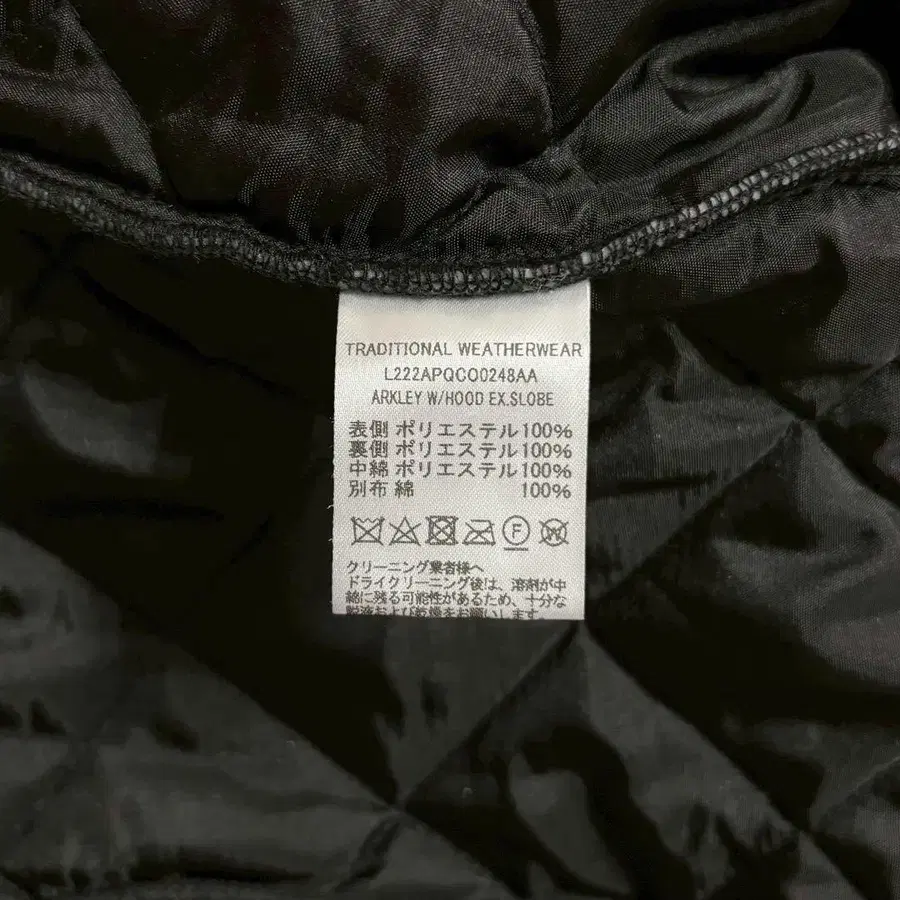 TRADITIONAL WEATHERWEAR
L222APQCO0248AA
ARKLEY W/HOOD EX.SLOBE
表側 ポリエステル100%
裏側 ポリエステル100%
中綿 ポリエステル100%
別布 綿 100%
F W
クリーニング業者様へ
ドライクリーニング後は、溶剤が中
綿に残る可能性があるため、十分な
脱液および乾燥をお願いします